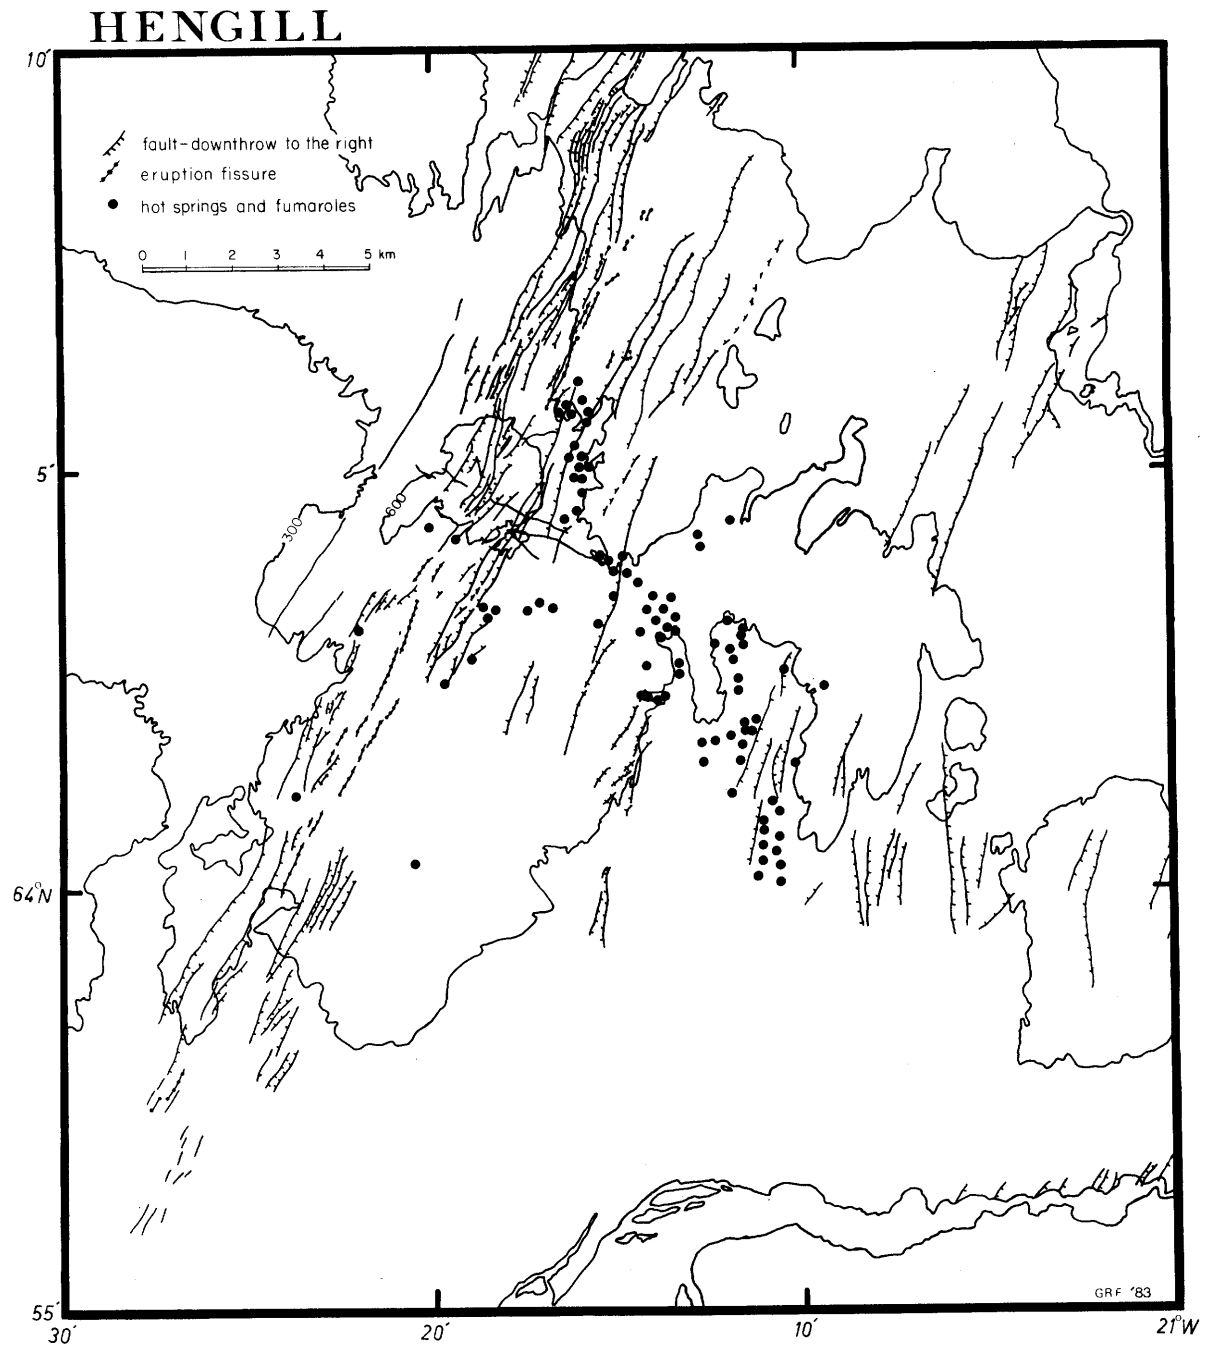 HENGILL
10´
fault-downthrow to the right
eruption fissure
hot springs and fumaroles
0 1 2 3 4 5 km
5´
600
300
64°N
55´
GRF ´83
30´ 20´ 10´ 21°W